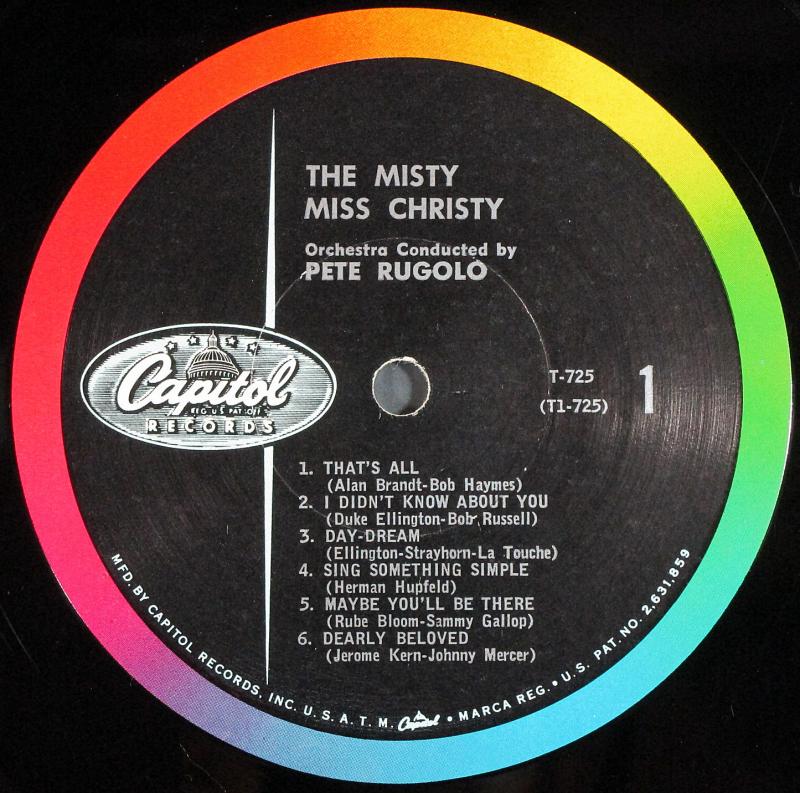 THE MISTY
MISS CHRISTY
Orchestra Conducted by
PETE RUGOLO
Capitol
REG U S PAT OFF
RECORDS
T-725
(T1-725)
1
1. THAT'S ALL
(Alan Brandt-Bob Haymes)
2. I DIDN'T KNOW ABOUT YOU
(Duke Ellington-Bob Russell)
3. DAY-DREAM
(Ellington-Strayhorn-La Touche)
4. SING SOMETHING SIMPLE
(Herman Hupfeld)
5. MAYBE YOU'LL BE THERE
(Rube Bloom-Sammy Gallop)
6. DEARLY BELOVED
(Jerome Kern-Johnny Mercer)
MFD. BY CAPITOL RECORDS, INC. U. S. A. T. M. Capitol • MARCA REG. • U. S. PAT. NO. 2,631,859